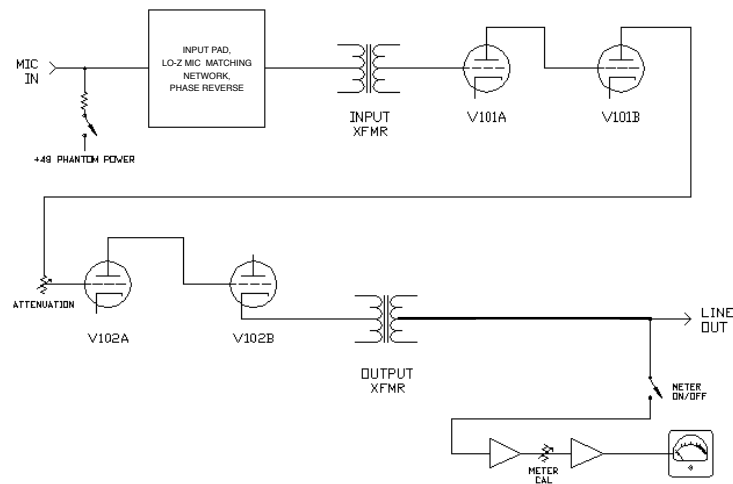 MIC
IN
INPUT PAD,
LO-Z MIC MATCHING
NETWORK,
PHASE REVERSE
+48 PHANTOM POWER
INPUT
XFMR
V101A
V101B
ATTENUATION
V102A
V102B
OUTPUT
XFMR
LINE
OUT
METER
ON/OFF
METER
CAL